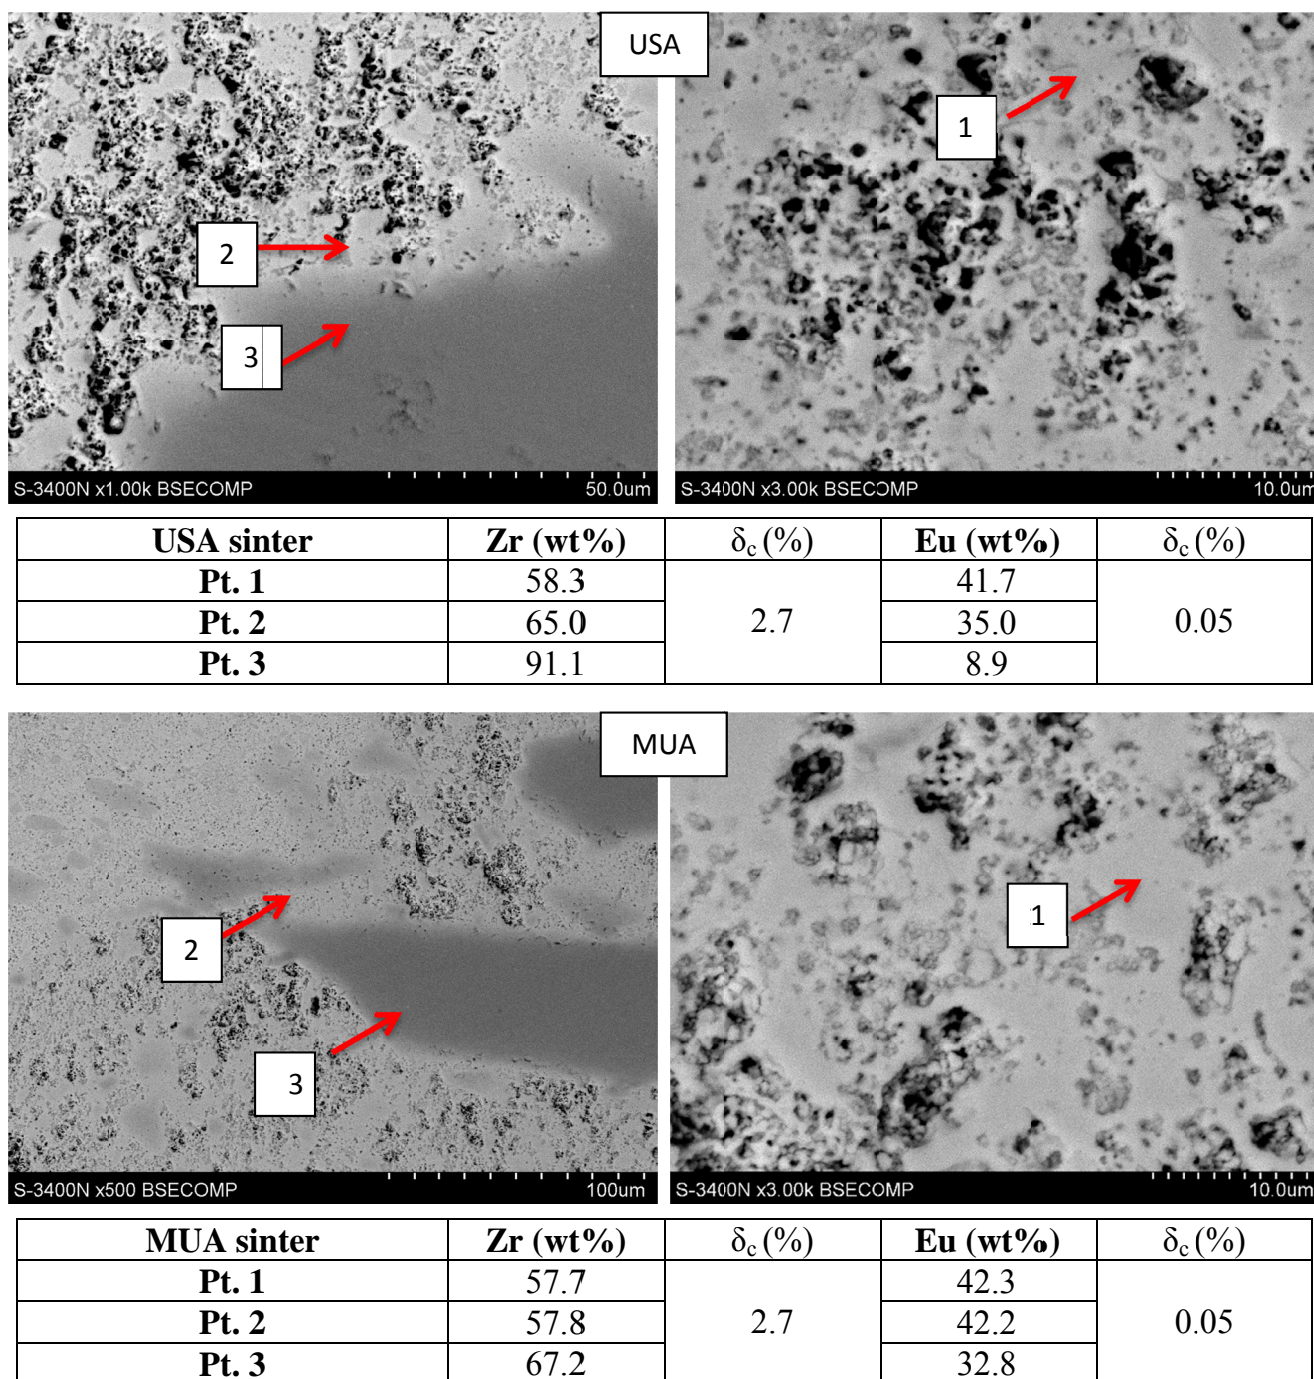 USA
1
2
3
S-3400N x1.00k BSECOMP 50.0um
S-3400N x3.00k BSECOMP 10.0um
USA sinter Zr (wt%) δc (%) Eu (wt%) δc (%)
Pt. 1 58.3 2.7 41.7 0.05
Pt. 2 65.0 35.0
Pt. 3 91.1 8.9
MUA
1
2
3
S-3400N x500 BSECOMP 100um
S-3400N x3.00k BSECOMP 10.0um
MUA sinter Zr (wt%) δc (%) Eu (wt%) δc (%)
Pt. 1 57.7 2.7 42.3 0.05
Pt. 2 57.8 42.2
Pt. 3 67.2 32.8